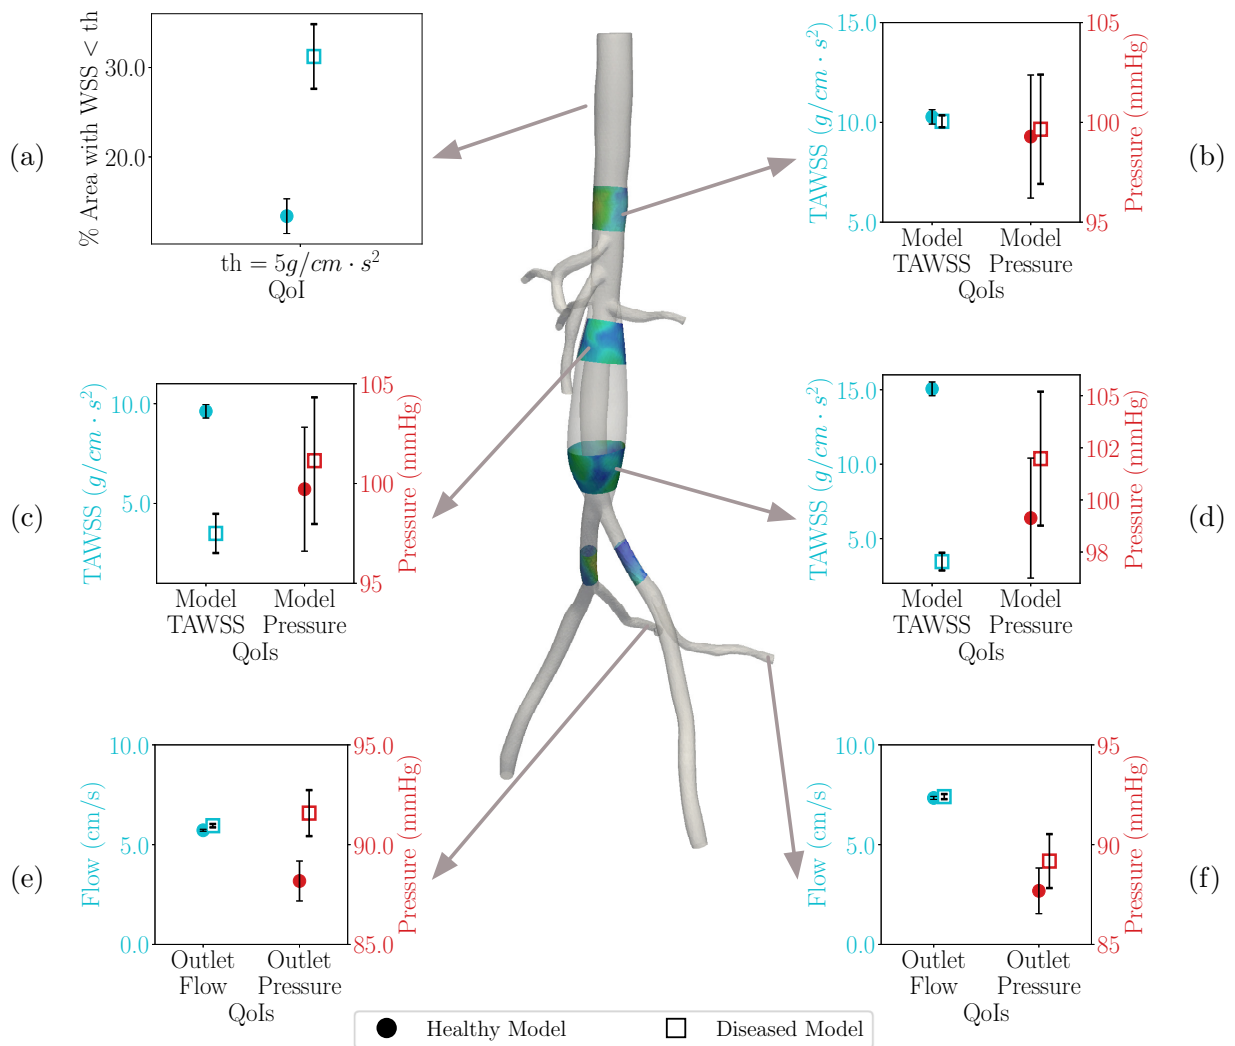 (a)
% Area with WSS < th
30.0
20.0
th = 5g/cm · s²
QoI
(b)
TAWSS (g/cm · s²)
15.0
10.0
5.0
Pressure (mmHg)
105
100
95
Model TAWSS
Model Pressure
QoIs
(c)
TAWSS (g/cm · s²)
10.0
5.0
Pressure (mmHg)
105
100
95
Model TAWSS
Model Pressure
QoIs
(d)
TAWSS (g/cm · s²)
15.0
10.0
5.0
Pressure (mmHg)
105
102
100
98
Model TAWSS
Model Pressure
QoIs
(e)
Flow (cm/s)
10.0
5.0
0.0
Pressure (mmHg)
95.0
90.0
85.0
Outlet Flow
Outlet Pressure
QoIs
(f)
Flow (cm/s)
10.0
5.0
0.0
Pressure (mmHg)
95
90
85
Outlet Flow
Outlet Pressure
QoIs
Healthy Model
Diseased Model